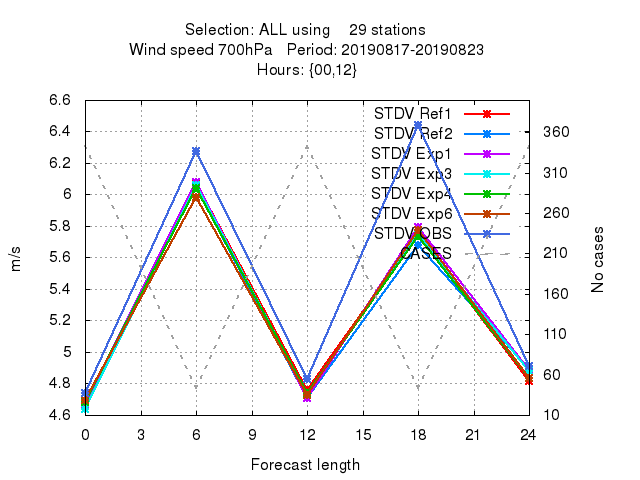 Selection: ALL using 29 stations
Wind speed 700hPa Period: 20190817-20190823
Hours: {00,12}
STDV Ref1
STDV Ref2
STDV Exp1
STDV Exp3
STDV Exp4
STDV Exp6
STDV OBS
CASES
6.6
6.4
6.2
6
5.8
5.6
5.4
5.2
5
4.8
4.6
m/s
360
310
260
210
160
110
60
10
No cases
0 3 6 9 12 15 18 21 24
Forecast length